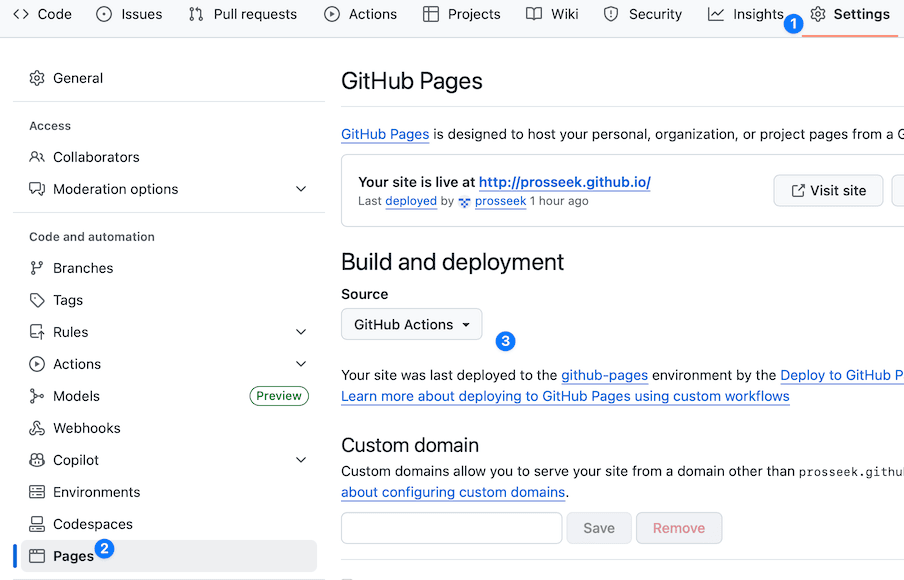 Code Issues Pull requests Actions Projects Wiki Security Insights 1 Settings
General
Access
Collaborators
Moderation options
Code and automation
Branches
Tags
Rules
Actions
Models Preview
Webhooks
Copilot
Environments
Codespaces
Pages 2
GitHub Pages
GitHub Pages is designed to host your personal, organization, or project pages from a G
Your site is live at http://prosseek.github.io/
Last deployed by prosseek 1 hour ago
Visit site
Build and deployment
Source
GitHub Actions
3
Your site was last deployed to the github-pages environment by the Deploy to GitHub P
Learn more about deploying to GitHub Pages using custom workflows
Custom domain
Custom domains allow you to serve your site from a domain other than prosseek.githu
about configuring custom domains.
Save Remove